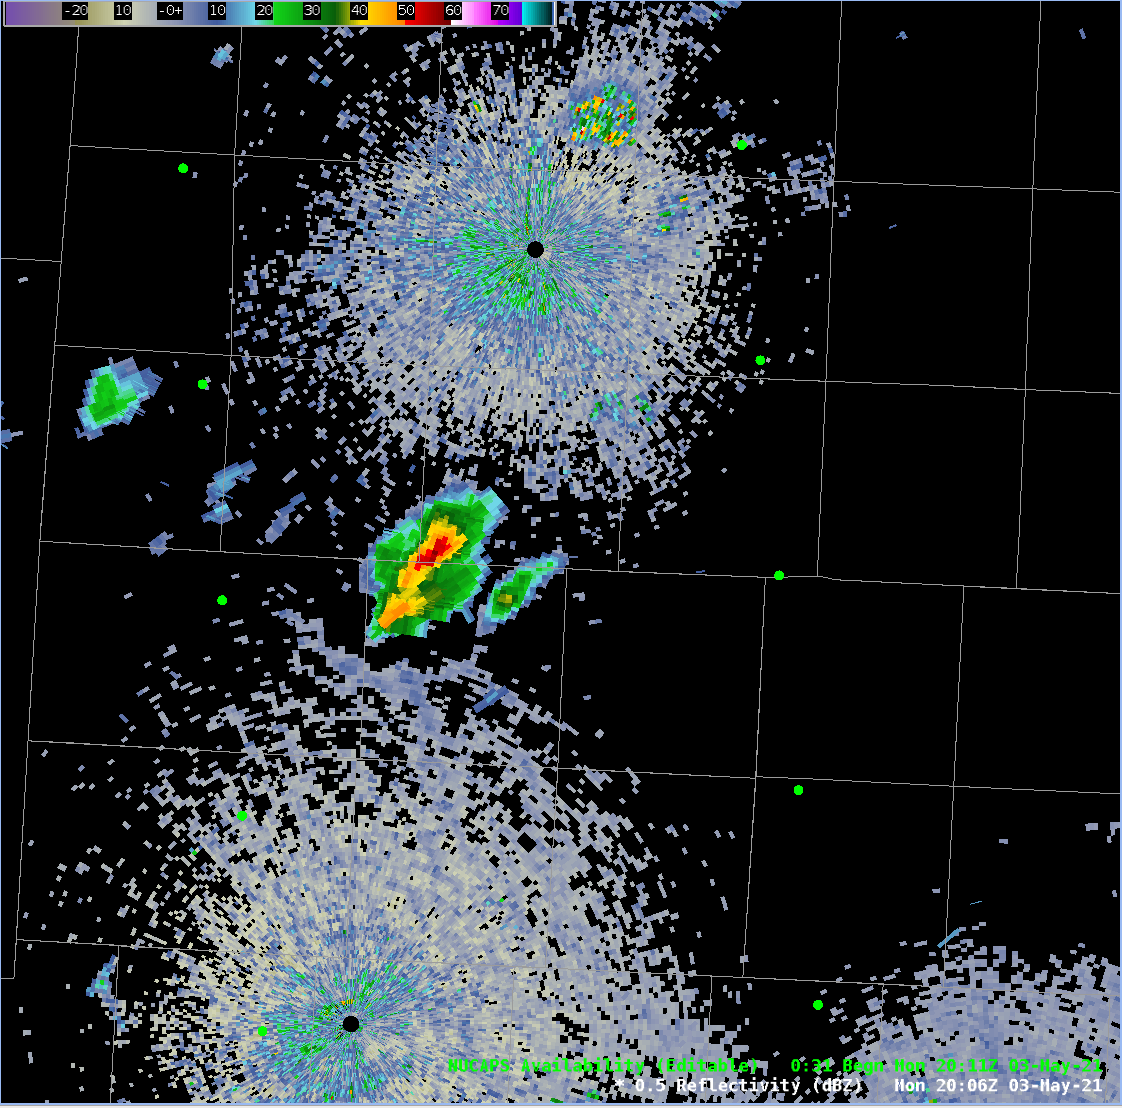 -20 10 -0+ 10 20 30 40 50 60 70
NUCAPS Availability (Editable) 0:31 Begn Mon 20:11Z 03-May-21
* 0.5 Reflectivity (dBZ) Mon 20:06Z 03-May-21